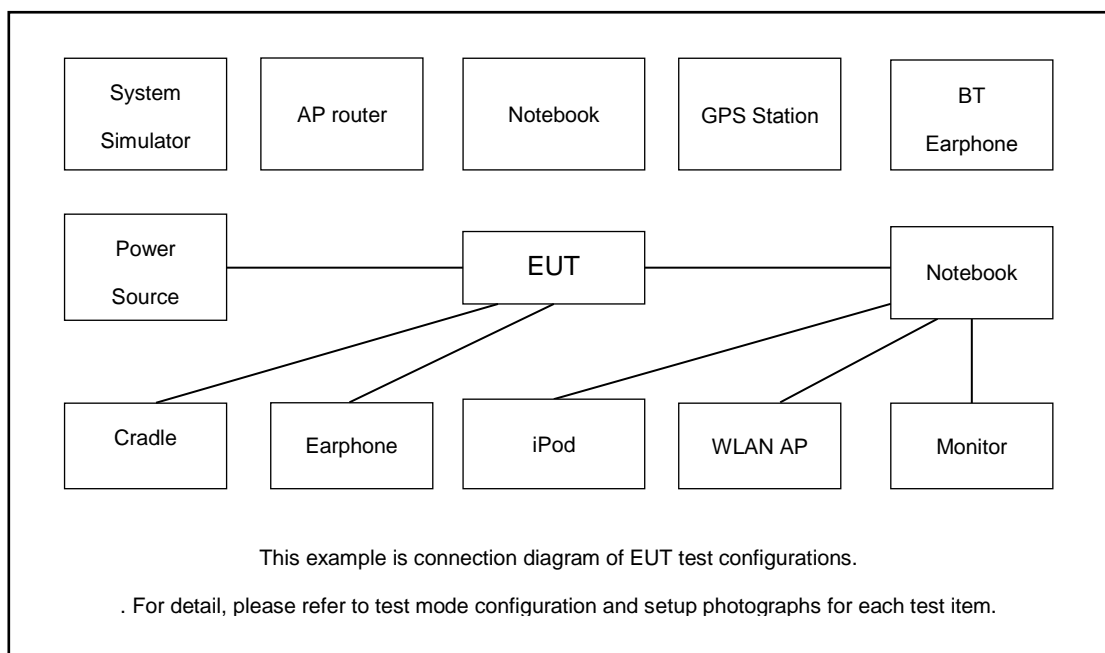 System
Simulator
AP router
Notebook
GPS Station
BT
Earphone
Power
Source
EUT
Notebook
Cradle
Earphone
iPod
WLAN AP
Monitor
This example is connection diagram of EUT test configurations.
. For detail, please refer to test mode configuration and setup photographs for each test item.